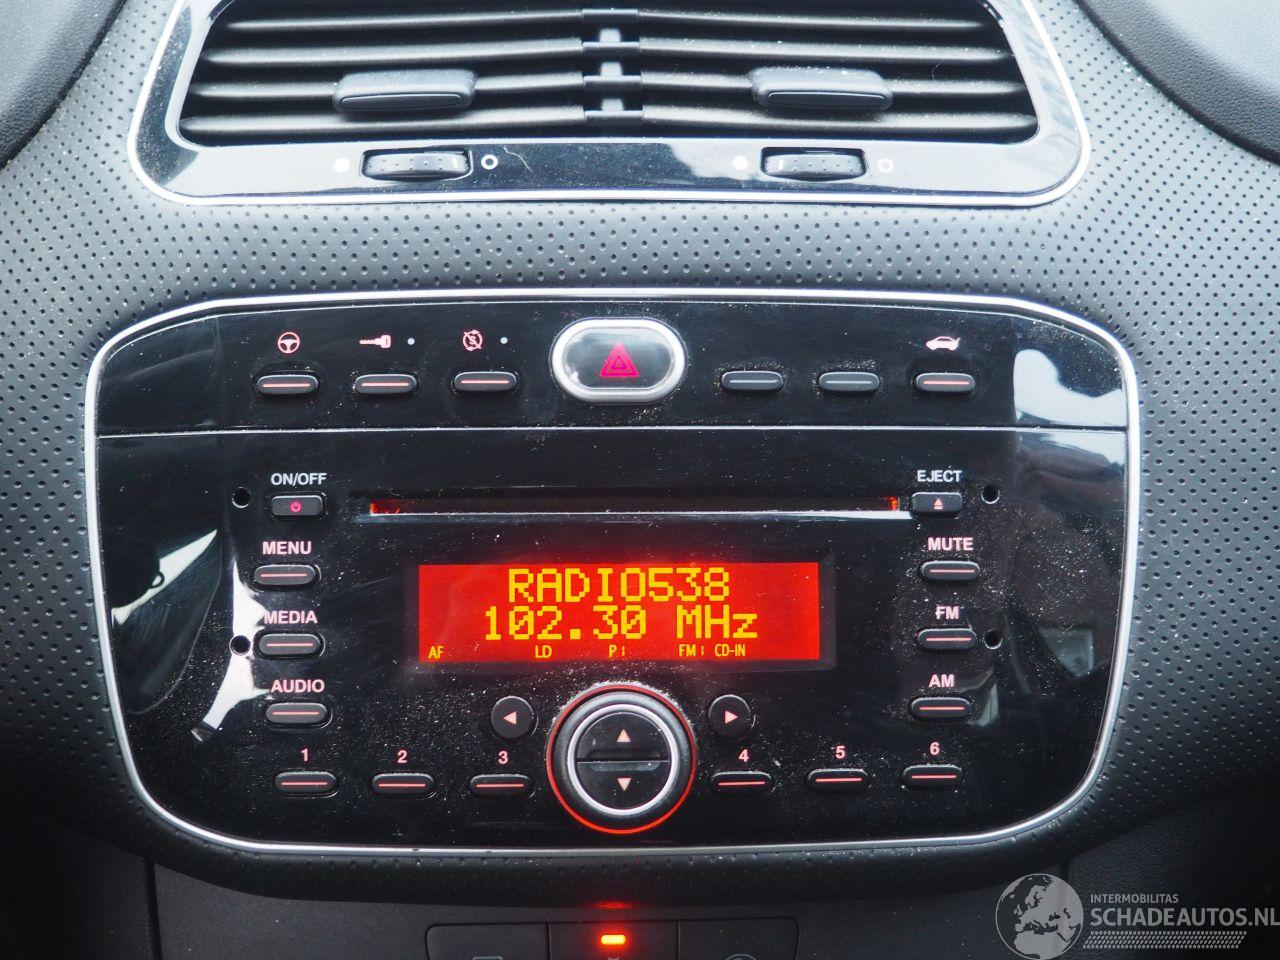 ON/OFF
EJECT
MENU
MUTE
RADIO538
102.30 MHz
AF LD P: FM: CD-IN
MEDIA
FM
AUDIO
AM
1 2 3 4 5 6
INTERMOBILITAS
SCHADEAUTOS.NL